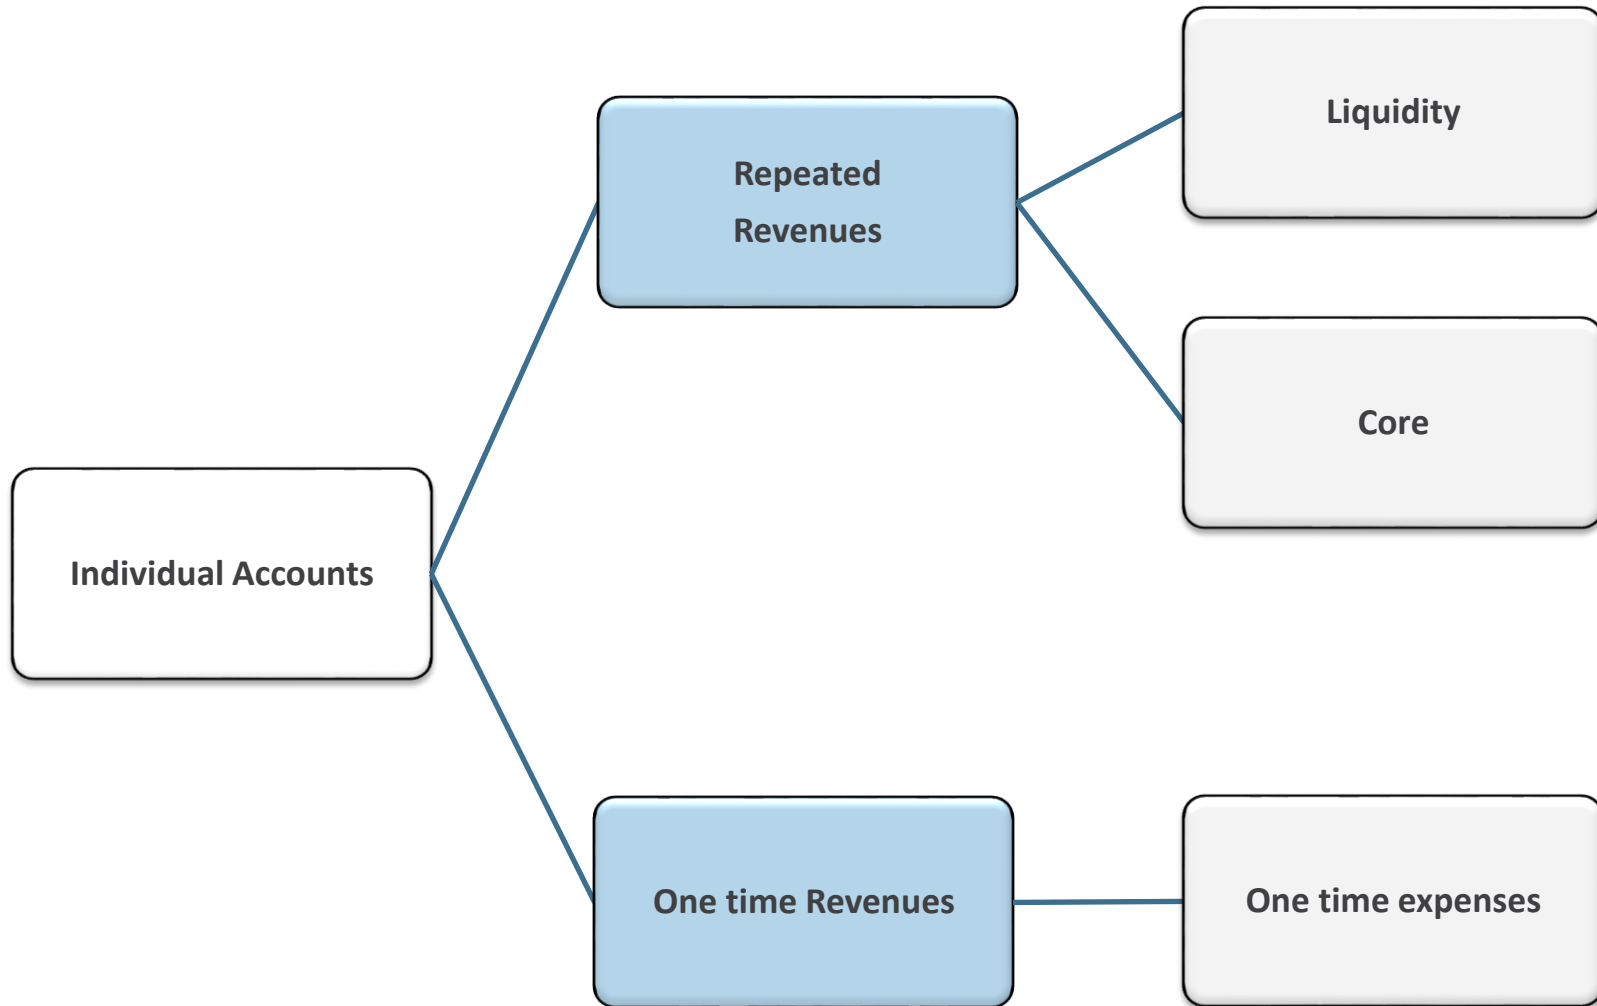 Liquidity
Repeated
Revenues
Core
Individual Accounts
One time Revenues
One time expenses